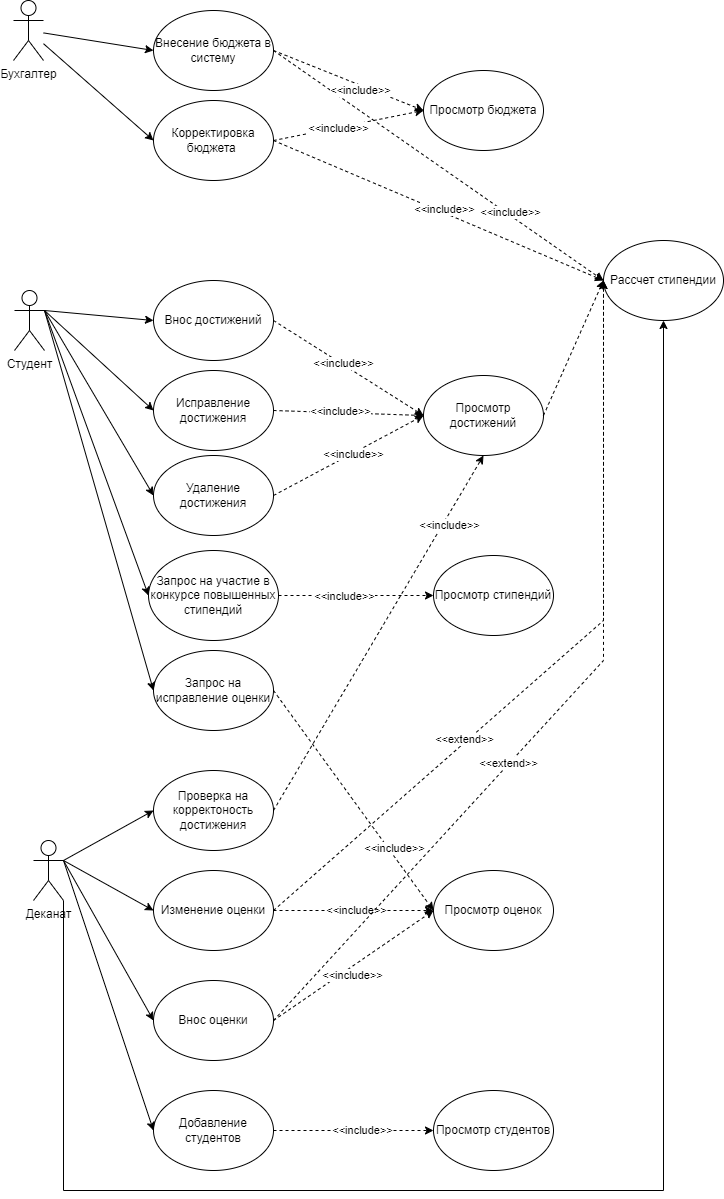 Бухгалтер
Внесение бюджета в
систему
<<include>>
Просмотр бюджета
<<include>>
Корректировка
бюджета
<<include>>
<<include>>
Рассчет стипендии
Студент
Внос достижений
<<include>>
Исправление
достижения
<<include>>
Просмотр
достижений
<<include>>
Удаление
достижения
<<include>>
Запрос на участие в
конкурсе повышенных
стипендий
<<include>>
Просмотр стипендий
Запрос на
исправление оценки
<<extend>>
<<extend>>
Проверка на
корректоность
достижения
<<include>>
Деканат
Изменение оценки
<<include>>
Просмотр оценок
<<include>>
Внос оценки
Добавление
студентов
<<include>>
Просмотр студентов